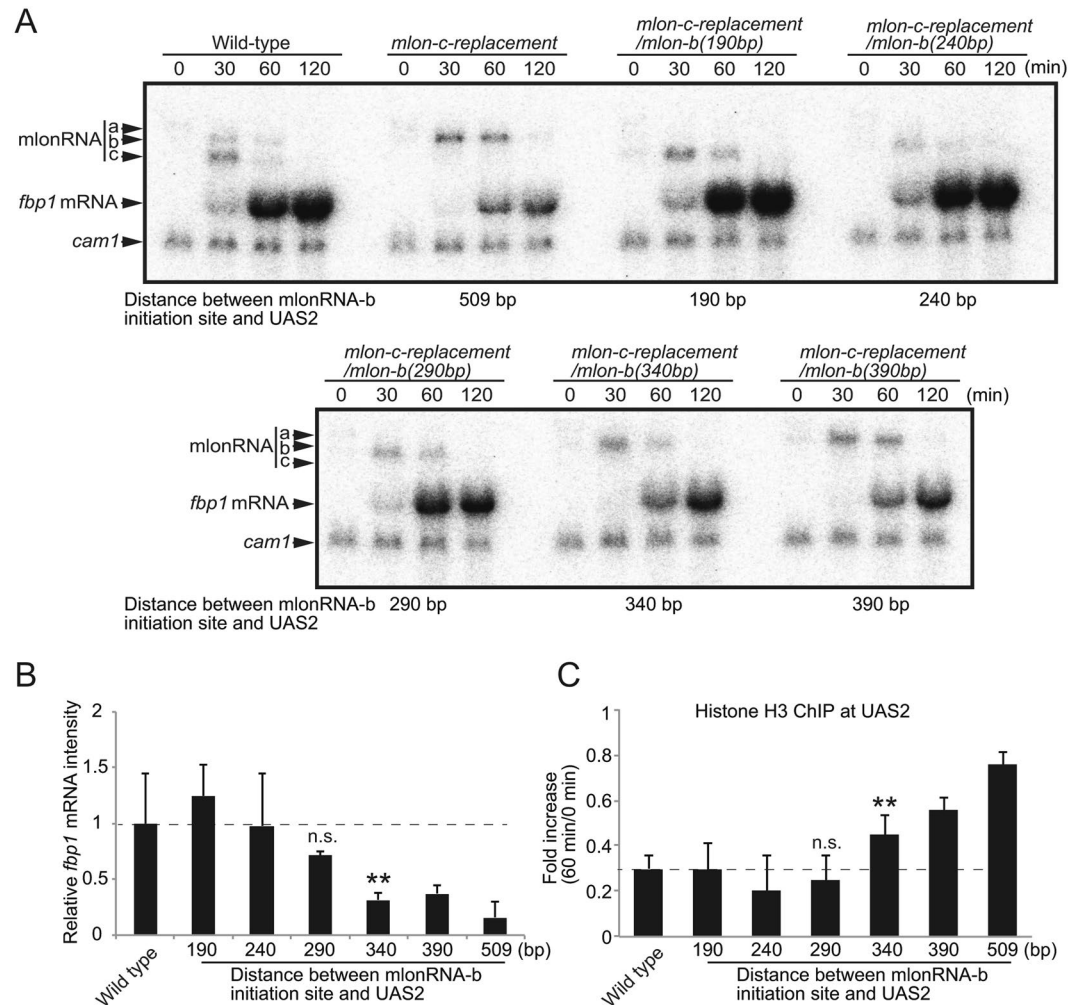 A
Wild-type
mlon-c-replacement
mlon-c-replacement
/mlon-b(190bp)
mlon-c-replacement
/mlon-b(240bp)
0 30 60 120 0 30 60 120 0 30 60 120 0 30 60 120 (min)
mlonRNA
a
b
c
fbp1 mRNA
cam1
Distance between mlonRNA-b
initiation site and UAS2
509 bp
190 bp
240 bp
mlon-c-replacement
/mlon-b(290bp)
mlon-c-replacement
/mlon-b(340bp)
mlon-c-replacement
/mlon-b(390bp)
0 30 60 120 0 30 60 120 0 30 60 120 (min)
mlonRNA
a
b
c
fbp1 mRNA
cam1
Distance between mlonRNA-b
initiation site and UAS2
290 bp
340 bp
390 bp
B
Relative fbp1 mRNA intensity
2
1.5
1
0.5
0
n.s.
**
Wild type
190 240 290 340 390 509 (bp)
Distance between mlonRNA-b
initiation site and UAS2
C
Histone H3 ChIP at UAS2
Fold increase
(60 min/0 min)
1
0.8
0.6
0.4
0.2
0
n.s.
**
Wild type
190 240 290 340 390 509 (bp)
Distance between mlonRNA-b
initiation site and UAS2